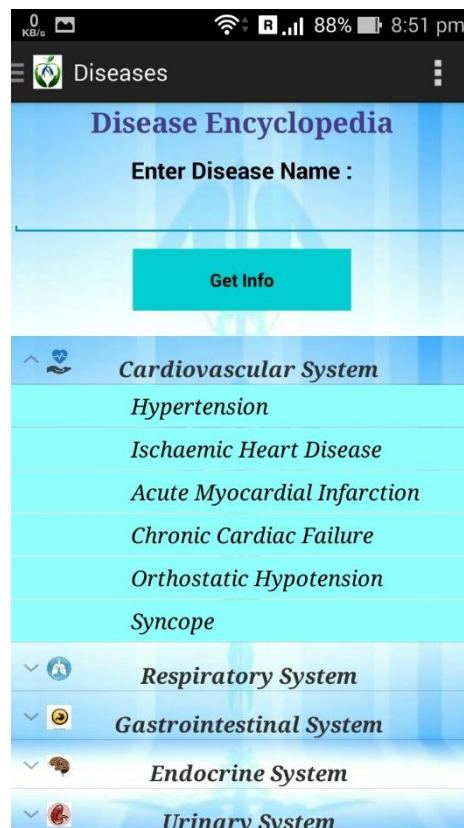 0 KB/s R 88% 8:51 pm
Diseases
Disease Encyclopedia
Enter Disease Name :
Get Info
Cardiovascular System
Hypertension
Ischaemic Heart Disease
Acute Myocardial Infarction
Chronic Cardiac Failure
Orthostatic Hypotension
Syncope
Respiratory System
Gastrointestinal System
Endocrine System
Urinary System